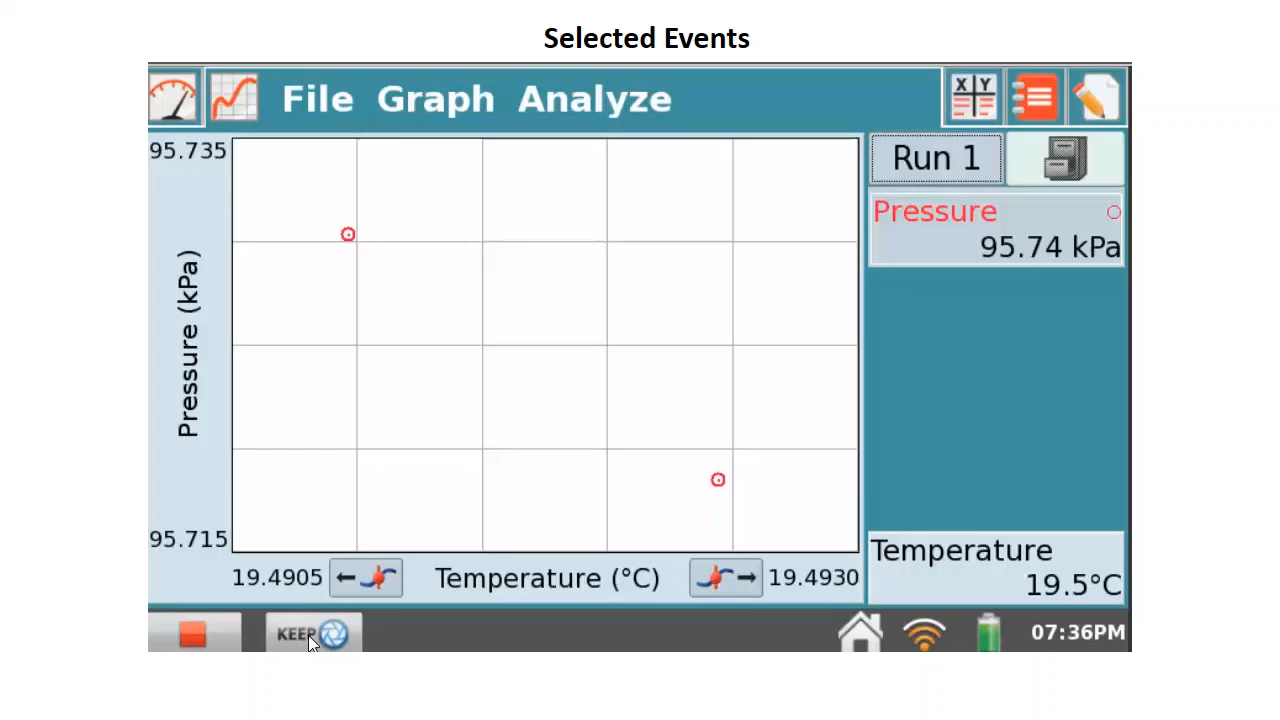 Selected Events
File Graph Analyze
X Y
95.735
Run 1
Pressure
95.74 kPa
Pressure (kPa)
95.715
19.4905
Temperature (°C)
19.4930
Temperature
19.5°C
KEEP
07:36PM